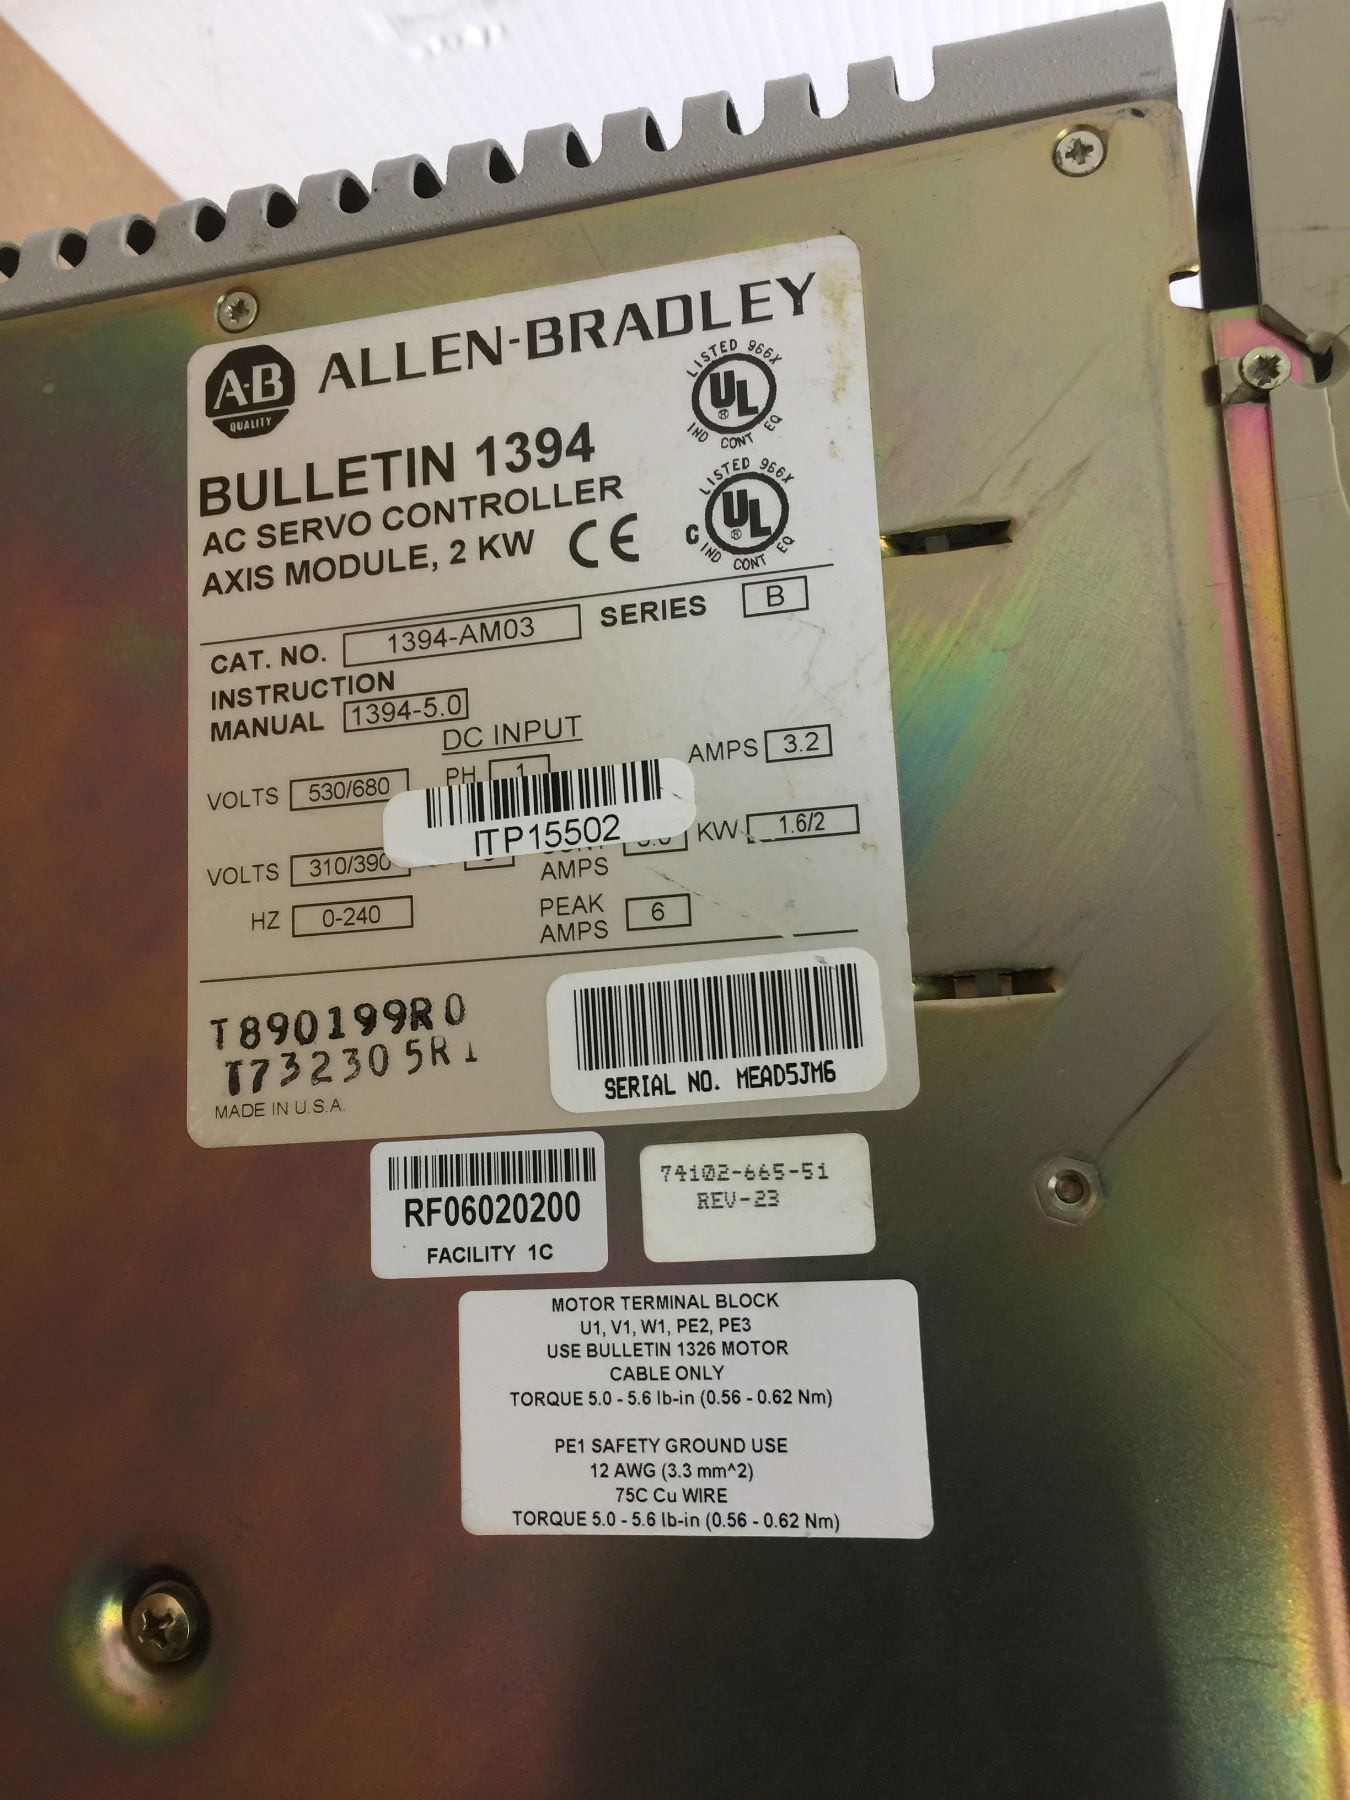 A-B
QUALITY
ALLEN-BRADLEY
LISTED 966X
UL
®
IND CONT EQ
BULLETIN 1394
AC SERVO CONTROLLER
AXIS MODULE, 2 KW
CE
LISTED 966X
C UL
®
IND CONT EQ
CAT. NO. 1394-AM03 SERIES B
INSTRUCTION
MANUAL 1394-5.0
DC INPUT
VOLTS 530/680 PH 1 AMPS 3.2
ITP15502
VOLTS 310/390 AMPS KW 1.6/2
HZ 0-240 PEAK
AMPS 6
T890199R0
T732305R1
MADE IN U.S.A.
SERIAL NO. MEAD5JM6
RF06020200
FACILITY 1C
74102-665-51
REV-23
MOTOR TERMINAL BLOCK
U1, V1, W1, PE2, PE3
USE BULLETIN 1326 MOTOR
CABLE ONLY
TORQUE 5.0 - 5.6 lb-in (0.56 - 0.62 Nm)
PE1 SAFETY GROUND USE
12 AWG (3.3 mm^2)
75C Cu WIRE
TORQUE 5.0 - 5.6 lb-in (0.56 - 0.62 Nm)